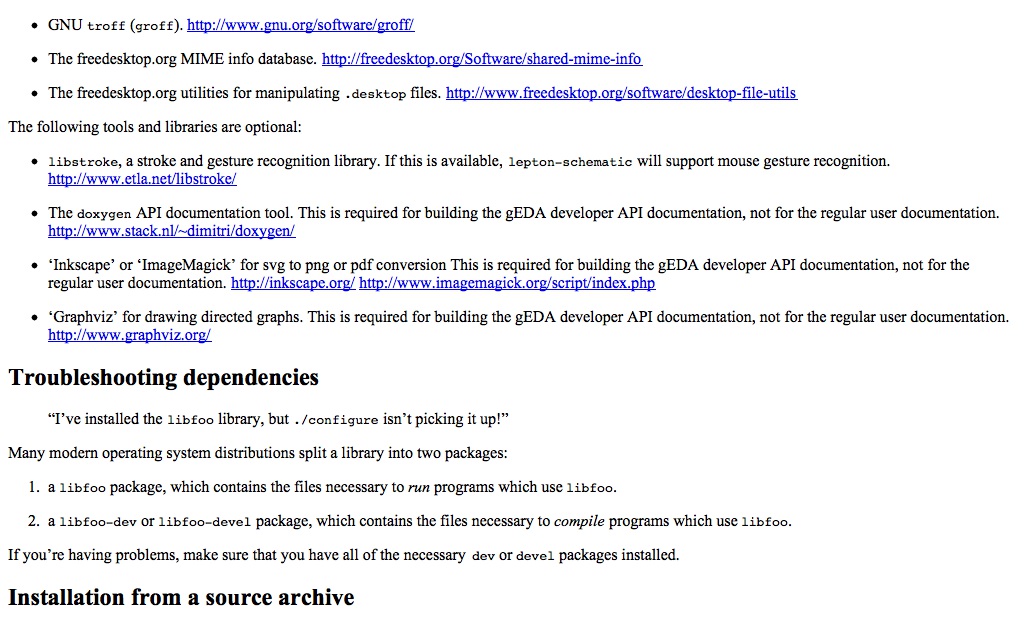 • GNU troff (groff). http://www.gnu.org/software/groff/
• The freedesktop.org MIME info database. http://freedesktop.org/Software/shared-mime-info
• The freedesktop.org utilities for manipulating .desktop files. http://www.freedesktop.org/software/desktop-file-utils
The following tools and libraries are optional:
• libstroke, a stroke and gesture recognition library. If this is available, lepton-schematic will support mouse gesture recognition.
http://www.etla.net/libstroke/
• The doxygen API documentation tool. This is required for building the gEDA developer API documentation, not for the regular user documentation.
http://www.stack.nl/~dimitri/doxygen/
• ‘Inkscape’ or ‘ImageMagick’ for svg to png or pdf conversion This is required for building the gEDA developer API documentation, not for the
regular user documentation. http://inkscape.org/ http://www.imagemagick.org/script/index.php
• ‘Graphviz’ for drawing directed graphs. This is required for building the gEDA developer API documentation, not for the regular user documentation.
http://www.graphviz.org/
Troubleshooting dependencies
“I’ve installed the libfoo library, but ./configure isn’t picking it up!”
Many modern operating system distributions split a library into two packages:
1. a libfoo package, which contains the files necessary to run programs which use libfoo.
2. a libfoo-dev or libfoo-devel package, which contains the files necessary to compile programs which use libfoo.
If you’re having problems, make sure that you have all of the necessary dev or devel packages installed.
Installation from a source archive